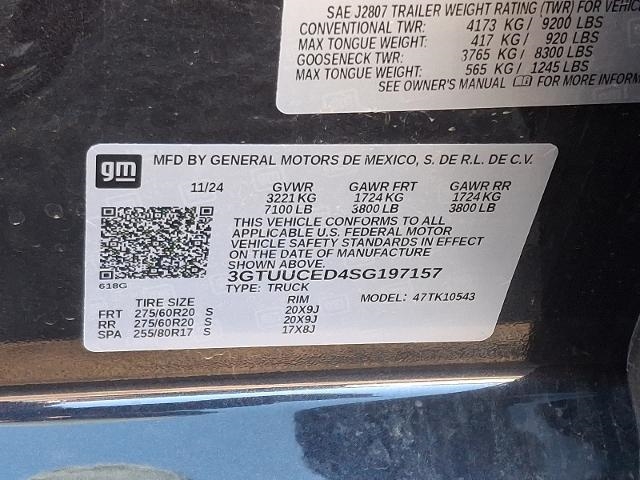 SAE J2807 TRAILER WEIGHT RATING (TWR) FOR VEHIC
CONVENTIONAL TWR: 4173 KG / 9200 LBS
MAX TONGUE WT: 417 KG / 920 LBS
GOOSENECK TWR: 3765 KG / 8300 LBS
MAX TONGUE WT: 565 KG / 1245 LBS
SEE OWNER'S MANUAL FOR MORE INFORM
gm MFD BY GENERAL MOTORS DE MEXICO, S. DE R.L. DE C.V.
11/24 GVWR GAWR FRT GAWR RR
3221 KG 1724 KG 1724 KG
7100 LB 3800 LB 3800 LB
THIS VEHICLE CONFORMS TO ALL
APPLICABLE U.S. FEDERAL MOTOR
VEHICLE SAFETY STANDARDS IN EFFECT
ON THE DATE OF MANUFACTURE
SHOWN ABOVE.
3GTUUCED4SG197157
618G TYPE: TRUCK MODEL: 47TK10543
TIRE SIZE RIM
FRT 275/60R20 S 20X9J
RR 275/60R20 S 20X9J
SPA 255/80R17 S 17X8J